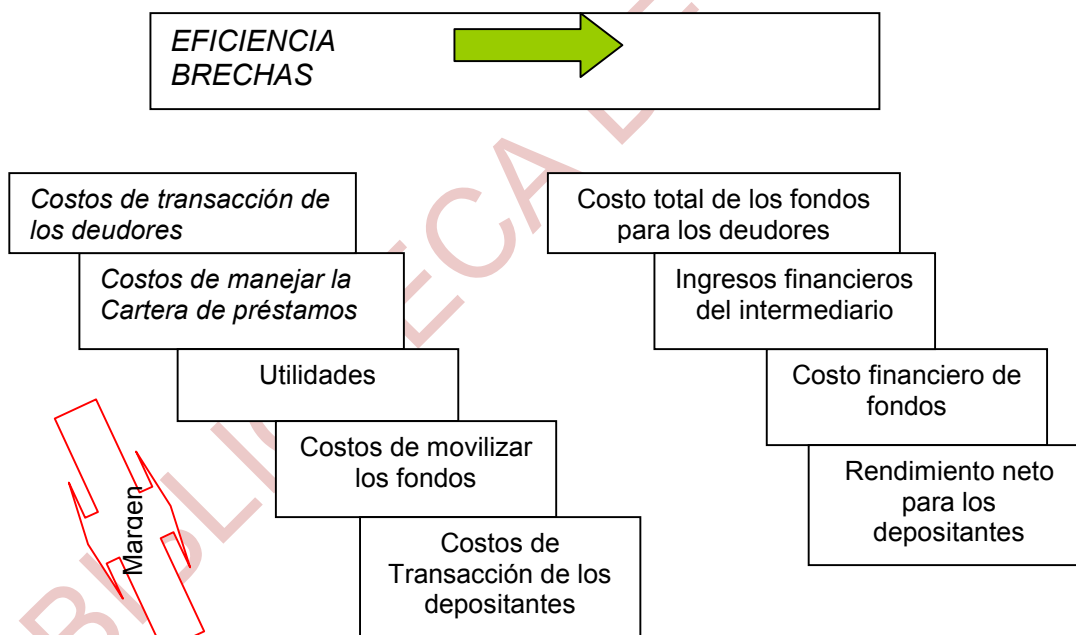 EFICIENCIA
BRECHAS
Costos de transacción de
los deudores
Costos de manejar la
Cartera de préstamos
Utilidades
Costos de movilizar
los fondos
Costos de
Transacción de los
depositantes
Margen
Costo total de los fondos
para los deudores
Ingresos financieros
del intermediario
Costo financiero de
fondos
Rendimiento neto
para los
depositantes